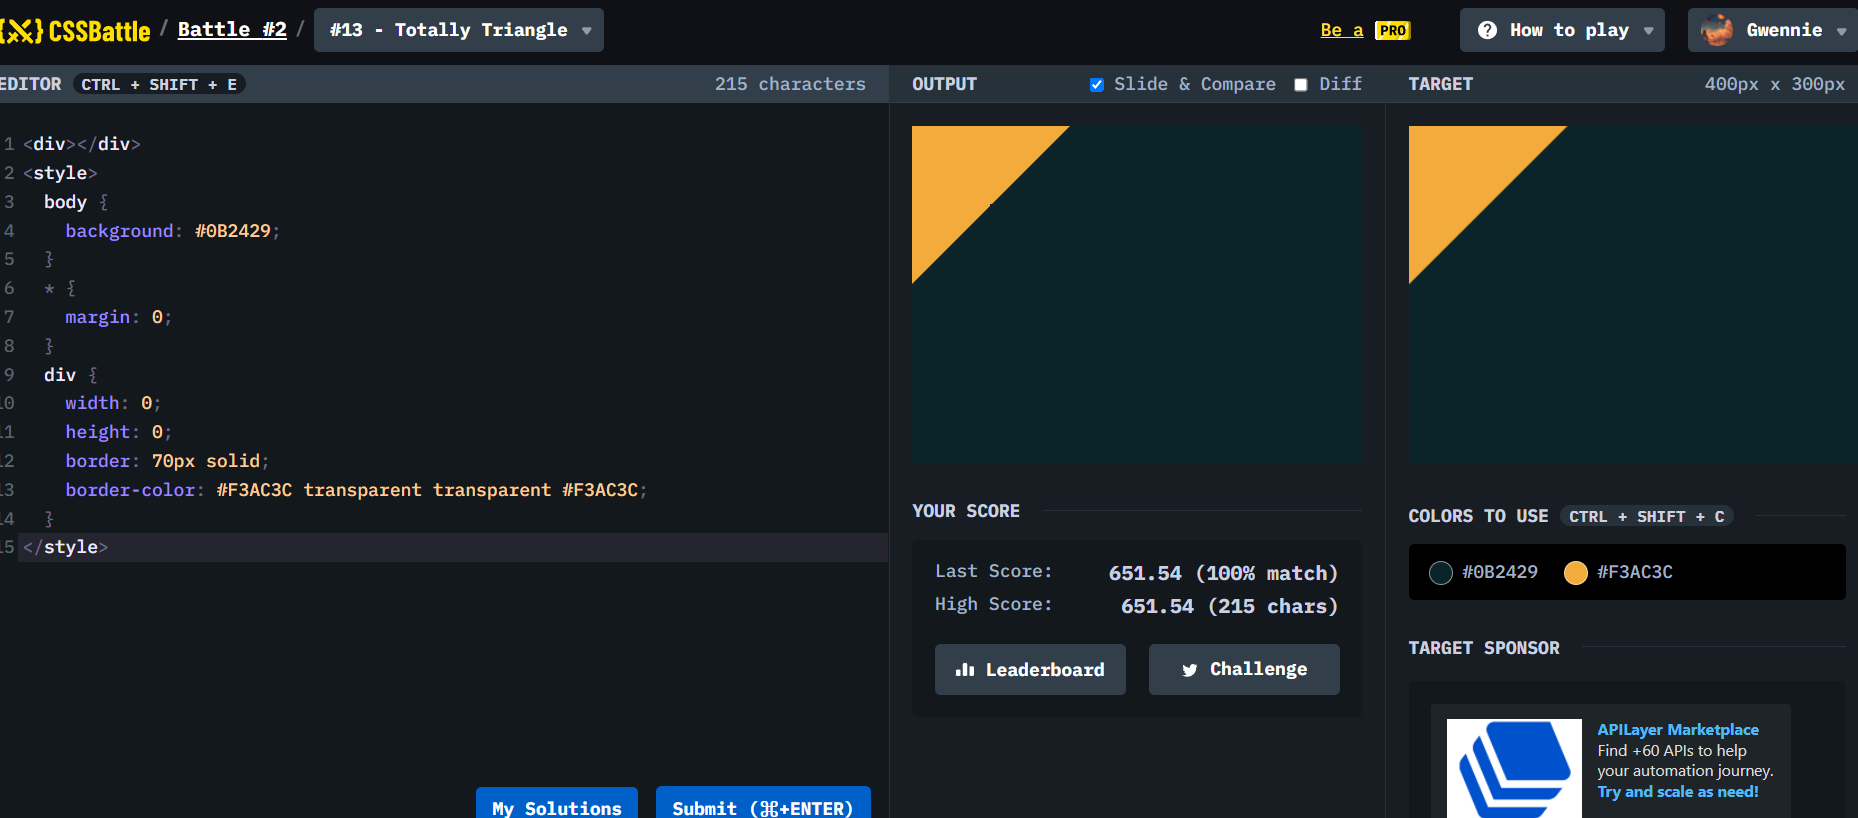 {⚔} CSSBattle / Battle #2 / #13 - Totally Triangle
Be a PRO
How to play
Gwennie
EDITOR CTRL + SHIFT + E
215 characters
OUTPUT
Slide & Compare
Diff
TARGET
400px x 300px
1 <div></div>
2 <style>
3 body {
4 background: #0B2429;
5 }
6 * {
7 margin: 0;
8 }
9 div {
10 width: 0;
11 height: 0;
12 border: 70px solid;
13 border-color: #F3AC3C transparent transparent #F3AC3C;
14 }
15 </style>
My Solutions
Submit (⌘+ENTER)
YOUR SCORE
Last Score: 651.54 (100% match)
High Score: 651.54 (215 chars)
Leaderboard
Challenge
COLORS TO USE CTRL + SHIFT + C
#0B2429
#F3AC3C
TARGET SPONSOR
APILayer Marketplace
Find +60 APIs to help
your automation journey.
Try and scale as need!